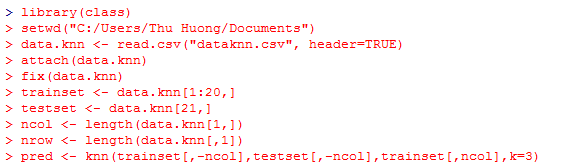 > library(class)
> setwd("C:/Users/Thu Huong/Documents")
> data.knn <- read.csv("dataknn.csv", header=TRUE)
> attach(data.knn)
> fix(data.knn)
> trainset <- data.knn[1:20,]
> testset <- data.knn[21,]
> ncol <- length(data.knn[1,])
> nrow <- length(data.knn[,1])
> pred <- knn(trainset[,-ncol],testset[,-ncol],trainset[,ncol],k=3)